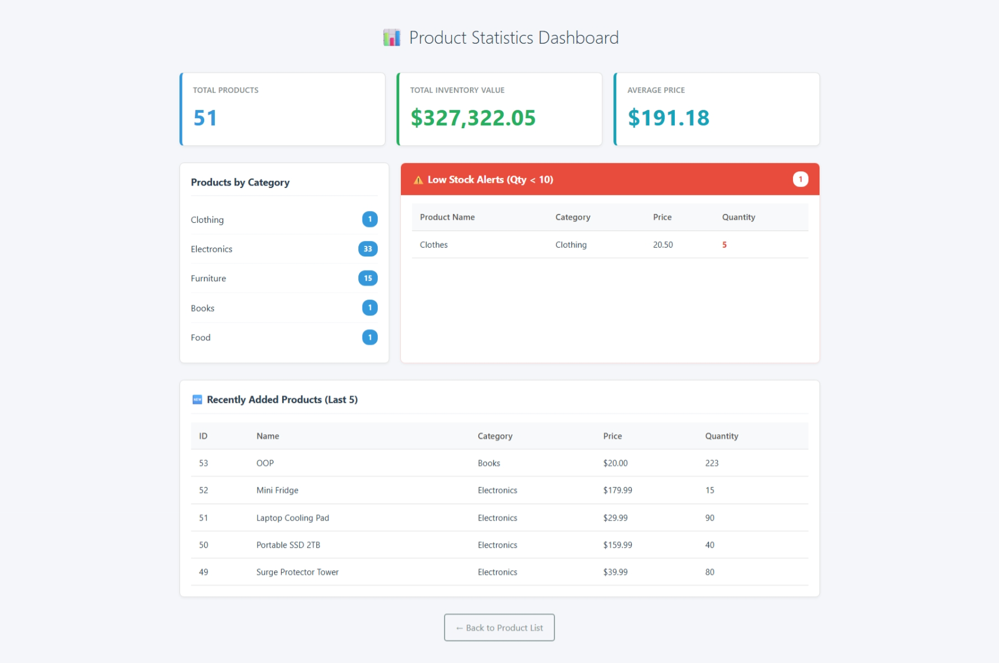 Product Statistics Dashboard
TOTAL PRODUCTS
51
TOTAL INVENTORY VALUE
$327,322.05
AVERAGE PRICE
$191.18
Products by Category
Clothing 1
Electronics 33
Furniture 15
Books 1
Food 1
Low Stock Alerts (Qty < 10) 1
Product Name Category Price Quantity
Clothes Clothing 20.50 5
NEW Recently Added Products (Last 5)
ID Name Category Price Quantity
53 OOP Books $20.00 223
52 Mini Fridge Electronics $179.99 15
51 Laptop Cooling Pad Electronics $29.99 90
50 Portable SSD 2TB Electronics $159.99 40
49 Surge Protector Tower Electronics $39.99 80
← Back to Product List